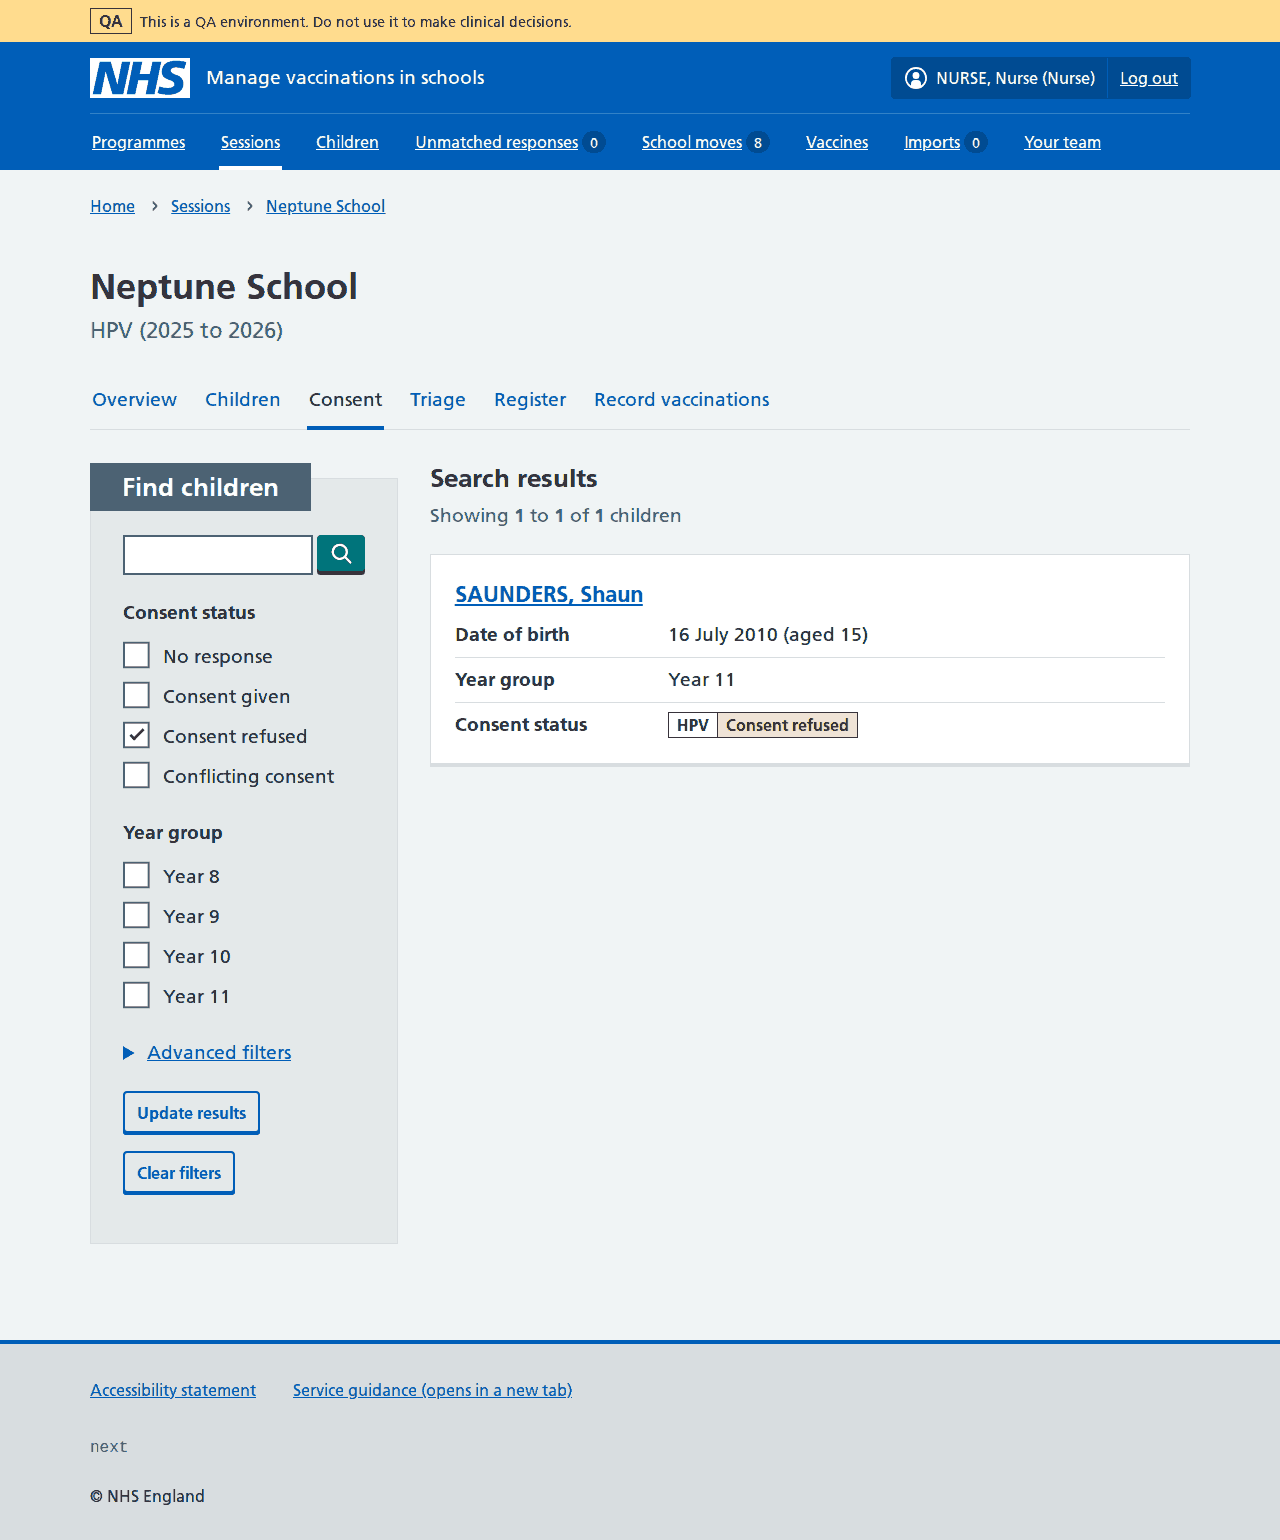 QA This is a QA environment. Do not use it to make clinical decisions.
NHS Manage vaccinations in schools NURSE, Nurse (Nurse) Log out
Programmes Sessions Children Unmatched responses 0 School moves 8 Vaccines Imports 0 Your team
Home Sessions Neptune School
Neptune School
HPV (2025 to 2026)
Overview Children Consent Triage Register Record vaccinations
Find children
Consent status
No response
Consent given
Consent refused
Conflicting consent
Year group
Year 8
Year 9
Year 10
Year 11
Advanced filters
Update results
Clear filters
Search results
Showing 1 to 1 of 1 children
SAUNDERS, Shaun
Date of birth 16 July 2010 (aged 15)
Year group Year 11
Consent status HPV Consent refused
Accessibility statement Service guidance (opens in a new tab)
next
© NHS England